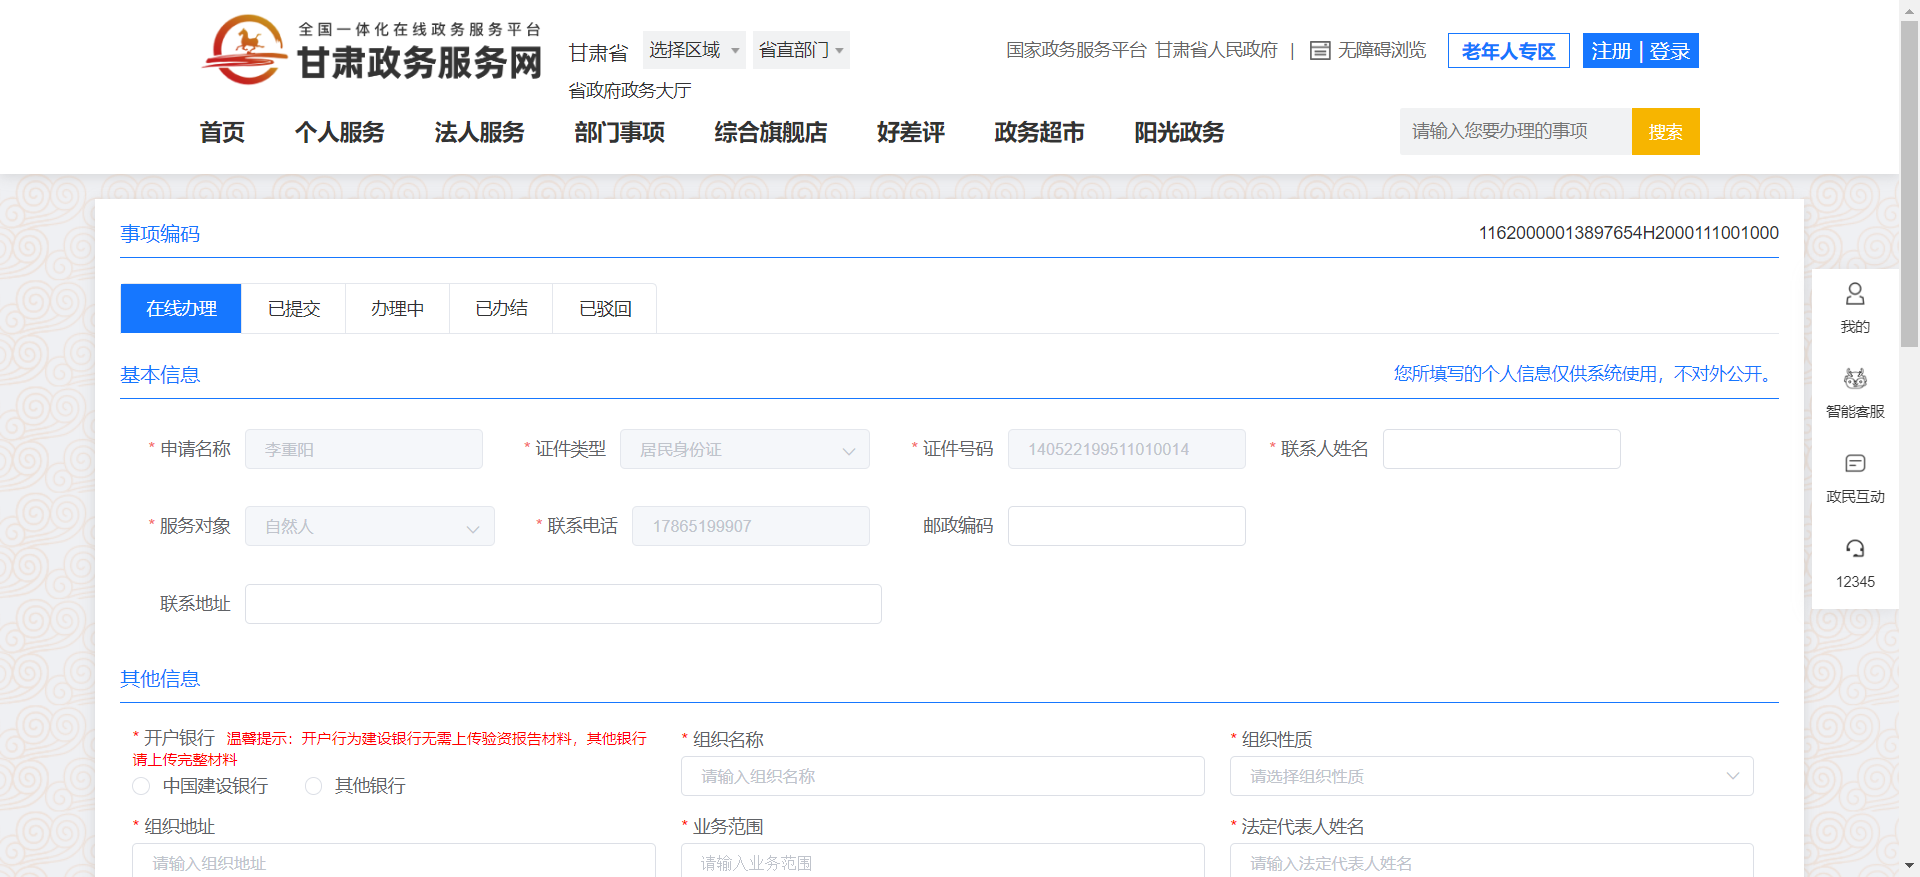 全国一体化在线政务服务平台
甘肃政务服务网
甘肃省 选择区域 省直部门
省政府政务大厅
国家政务服务平台 甘肃省人民政府 | 无障碍浏览 老年人专区 注册 | 登录
首页 个人服务 法人服务 部门事项 综合旗舰店 好差评 政务超市 阳光政务
请输入您要办理的事项 搜索
事项编码 11620000013897654H2000111001000
在线办理 已提交 办理中 已办结 已驳回
基本信息 您所填写的个人信息仅供系统使用，不对外公开。
* 申请名称 李重阳 * 证件类型 居民身份证 * 证件号码 140522199511010014 * 联系人姓名
* 服务对象 自然人 * 联系电话 17865199907 邮政编码
联系地址
其他信息
* 开户银行 温馨提示：开户行为建设银行无需上传验资报告材料，其他银行
请上传完整材料
中国建设银行 其他银行
* 组织名称
请输入组织名称
* 组织性质
请选择组织性质
* 组织地址
请输入组织地址
* 业务范围
请输入业务范围
* 法定代表人姓名
请输入法定代表人姓名
我的
智能客服
政民互动
12345